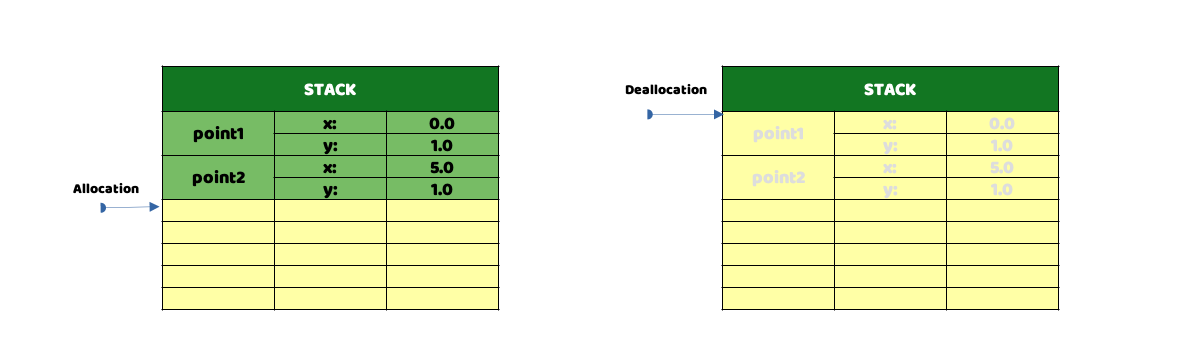 STACK
point1 x: 0.0
y: 1.0
point2 x: 5.0
y: 1.0
Allocation
Deallocation
STACK
point1 x: 0.0
y: 1.0
point2 x: 5.0
y: 1.0